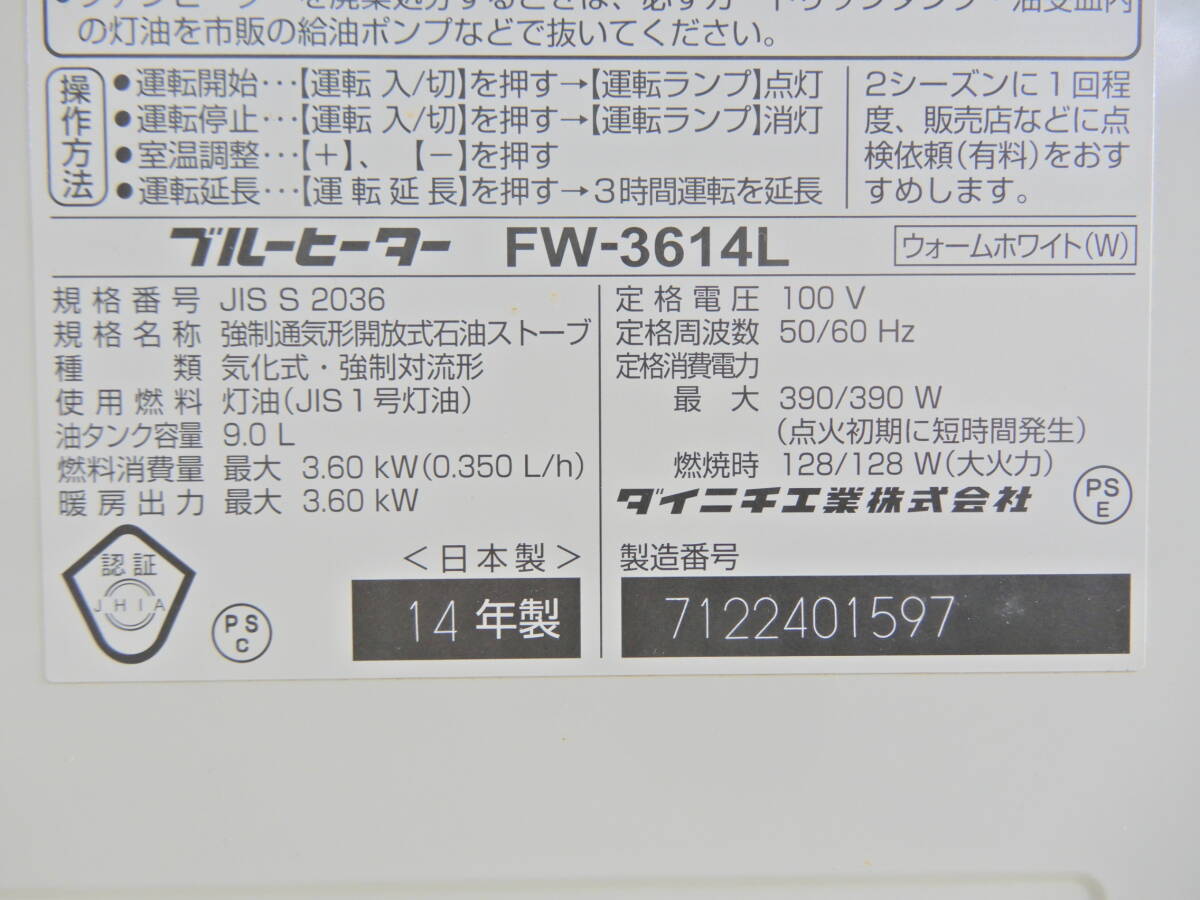 の灯油を市販の給油ポンプなどで抜いてください。
操作方法
●運転開始‥‥【運転 入/切】を押す→【運転ランプ】点灯
●運転停止‥‥【運転 入/切】を押す→【運転ランプ】消灯
●室温調整‥‥【＋】、【－】を押す
●運転延長‥‥【運転延長】を押す→3時間運転を延長
2シーズンに1回程
度、販売店などに点
検依頼(有料)をおす
すめします。
ブルーヒーター FW-3614L ウォームホワイト(W)
規格番号 JIS S 2036
規格名称 強制通気形開放式石油ストーブ
種類 気化式・強制対流形
使用燃料 灯油(JIS1号灯油)
油タンク容量 9.0 L
燃料消費量 最大 3.60 kW(0.350 L/h)
暖房出力 最大 3.60 kW
認証
JHIA
PS
C
<日本製>
14年製
定格電圧 100 V
定格周波数 50/60 Hz
定格消費電力
最大 390/390 W
(点火初期に短時間発生)
燃焼時 128/128 W(大火力)
ダイニチ工業株式会社
PS
E
製造番号
7122401597